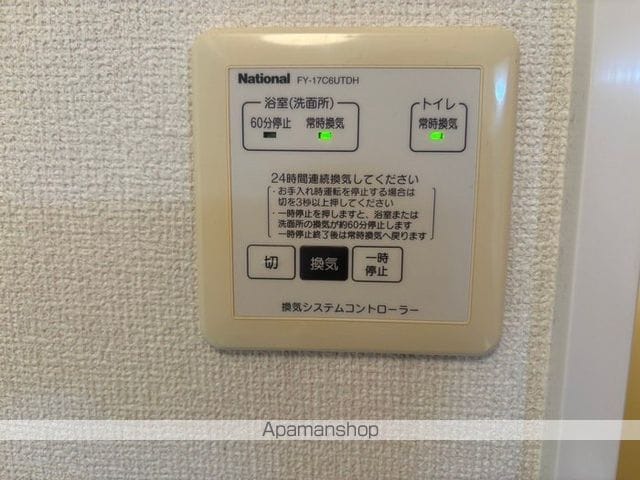 National FY-17C6UTDH
浴室(洗面所)
60分停止 常時換気
トイレ
常時換気
24時間連続換気してください
・お手入れ時運転を停止する場合は
切を3秒以上押してください
・一時停止を押しますと、浴室または
洗面所の換気が約60分停止します
一時停止終了後は常時換気へ戻ります
切
換気
一時
停止
換気システムコントローラー
Apamanshop